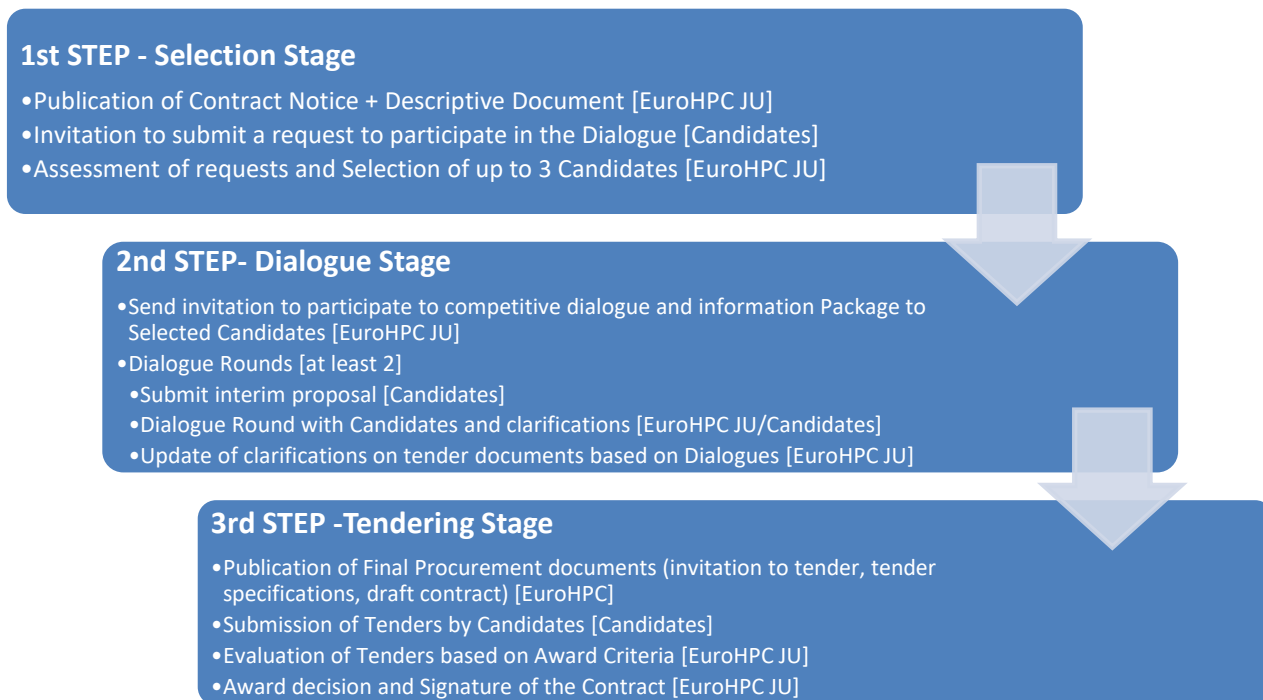 1st STEP - Selection Stage
•Publication of Contract Notice + Descriptive Document [EuroHPC JU]
•Invitation to submit a request to participate in the Dialogue [Candidates]
•Assessment of requests and Selection of up to 3 Candidates [EuroHPC JU]
2nd STEP- Dialogue Stage
•Send invitation to participate to competitive dialogue and information Package to
Selected Candidates [EuroHPC JU]
•Dialogue Rounds [at least 2]
•Submit interim proposal [Candidates]
•Dialogue Round with Candidates and clarifications [EuroHPC JU/Candidates]
•Update of clarifications on tender documents based on Dialogues [EuroHPC JU]
3rd STEP -Tendering Stage
•Publication of Final Procurement documents (invitation to tender, tender
specifications, draft contract) [EuroHPC]
•Submission of Tenders by Candidates [Candidates]
•Evaluation of Tenders based on Award Criteria [EuroHPC JU]
•Award decision and Signature of the Contract [EuroHPC JU]